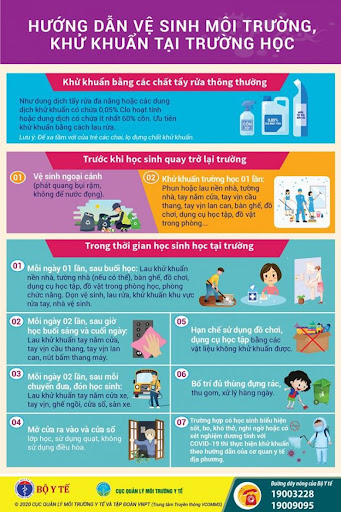 HƯỚNG DẪN VỆ SINH MÔI TRƯỜNG,
KHỬ KHUẨN TẠI TRƯỜNG HỌC
Khử khuẩn bằng các chất tẩy rửa thông thường
Như dung dịch tẩy rửa đa năng hoặc các dung
dịch khử khuẩn có chứa 0,05% Clo hoạt tính
hoặc dung dịch có chứa ít nhất 60% cồn. Ưu tiên
khử khuẩn bằng cách lau rửa.
Lưu ý: Để xa tầm với của trẻ các chai, lọ dung chất khử khuẩn.
Trước khi học sinh quay trở lại trường
01
Vệ sinh ngoại cảnh
(phát quang bụi rậm,
không để nước đọng).
02
Khử khuẩn trường học 01 lần:
Phun hoặc lau nền nhà, tường
nhà, tay nắm cửa, tay vịn cầu
thang, tay vịn lan can, bàn ghế, đồ
chơi, dụng cụ học tập, đồ vật
trong phòng...
Trong thời gian học sinh học tại trường
01
Mỗi ngày 01 lần, sau buổi học: Lau khử khuẩn
nền nhà, tường nhà (nếu có thể), bàn ghế, đồ chơi,
dụng cụ học tập, đồ vật trong phòng học, phòng
chức năng. Dọn vệ sinh, lau rửa, khử khuẩn khu vực
rửa tay, nhà vệ sinh.
02
Mỗi ngày 02 lần, sau giờ
học buổi sáng và cuối ngày:
Lau khử khuẩn tay nắm cửa,
tay vịn cầu thang, tay vịn lan
can, nút bấm thang máy.
03
Mỗi ngày 02 lần, sau mỗi
chuyến đưa, đón học sinh:
Lau khử khuẩn tay nắm cửa xe,
tay vịn, ghế ngồi, cửa sổ, sàn xe.
04
Mở cửa ra vào và cửa sổ
lớp học, sử dụng quạt, không
sử dụng điều hòa.
07
Hạn chế sử dụng đồ chơi,
dụng cụ học tập bằng các
vật liệu không khử khuẩn được.
06
Bố trí đủ thùng đựng rác,
thu gom, xử lý hàng ngày.
07
Trường hợp có học sinh biểu hiện
sốt, ho, khó thở, nghi ngờ hoặc có
xét nghiệm dương tính với
COVID-19 thì thực hiện khử khuẩn
theo hướng dẫn của cơ quan y tế
địa phương.
BỘ Y TẾ
CỤC QUẢN LÝ MÔI TRƯỜNG Y TẾ
© 2020 CỤC QUẢN LÝ MÔI TRƯỜNG Y TẾ VÀ TẬP ĐOÀN VNPT (Trung tâm Truyền thông VCOMM)
Đường dây nóng của Bộ Y tế
19003228
19009095